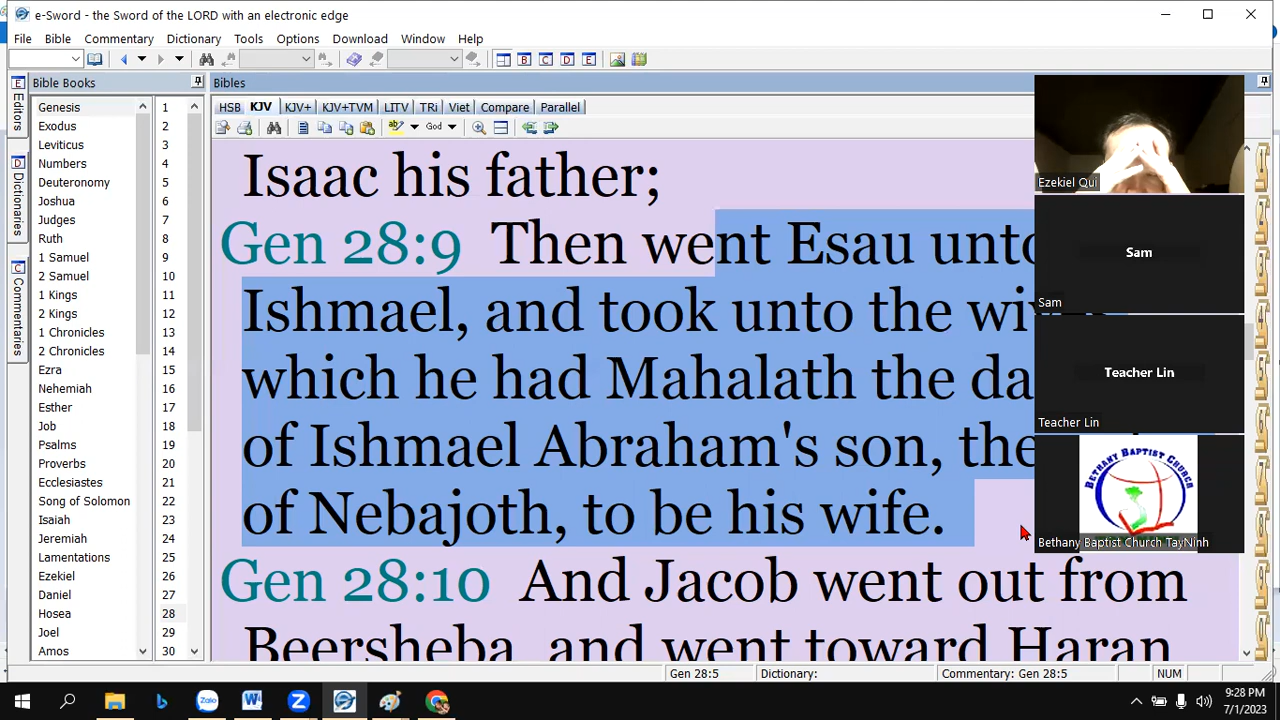 e-Sword - the Sword of the LORD with an electronic edge
File Bible Commentary Dictionary Tools Options Download Window Help
B C D E
Bible Books
Bibles
HSB KJV KJV+ KJV+TVM LITV TRi Viet Compare Parallel
God
E Editors
D Dictionaries
C Commentaries
Genesis
Exodus
Leviticus
Numbers
Deuteronomy
Joshua
Judges
Ruth
1 Samuel
2 Samuel
1 Kings
2 Kings
1 Chronicles
2 Chronicles
Ezra
Nehemiah
Esther
Job
Psalms
Proverbs
Ecclesiastes
Song of Solomon
Isaiah
Jeremiah
Lamentations
Ezekiel
Daniel
Hosea
Joel
Amos
1
2
3
4
5
6
7
8
9
10
11
12
13
14
15
16
17
18
19
20
21
22
23
24
25
26
27
28
29
30
Isaac his father;
Gen 28:9 Then went Esau unto
Ishmael, and took unto the
which he had Mahalath the
of Ishmael Abraham's son,
of Nebajoth, to be his wife.
Gen 28:10 And Jacob went out from
Beersheba, and went toward Haran
Ezekiel Qui
Sam
Sam
Teacher Lin
Teacher Lin
BETHANY BAPTIST CHURCH
Bethany Baptist Church TayNinh
Gen 28:5
Dictionary:
Commentary: Gen 28:5
NUM
Zalo
9:28 PM
7/1/2023